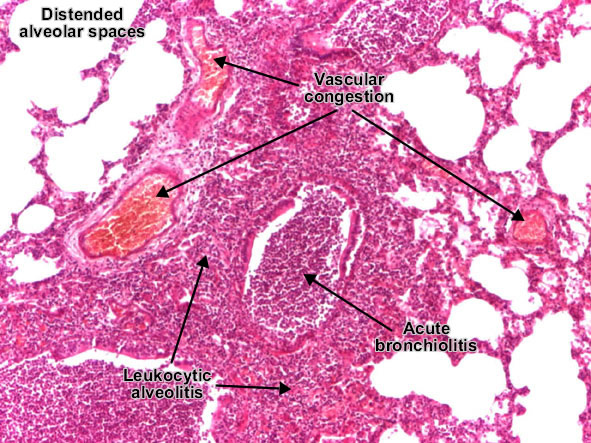 Distended
alveolar spaces
Vascular
congestion
Acute
bronchiolitis
Leukocytic
alveolitis